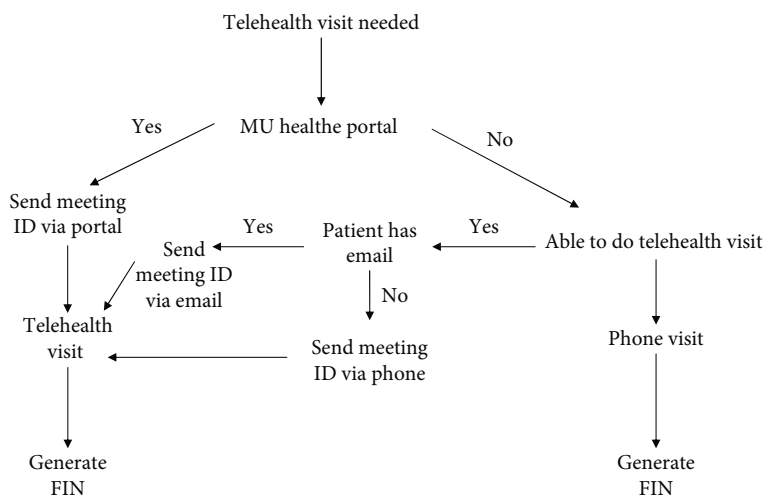 Telehealth visit needed
MU healthe portal
Yes
No
Send meeting
ID via portal
Yes
Send
meeting ID
via email
Patient has
email
Yes
Able to do telehealth visit
No
Telehealth
visit
Send meeting
ID via phone
Phone visit
Generate
FIN
Generate
FIN